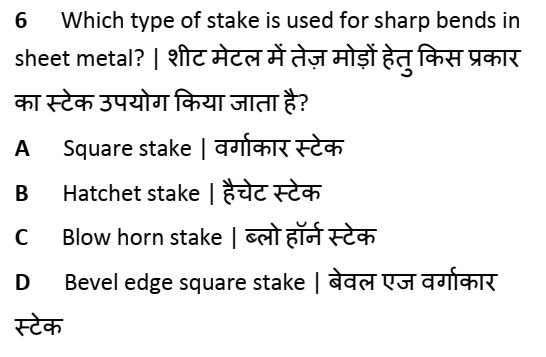 6 Which type of stake is used for sharp bends in
sheet metal? | शीट मेटल में तेज़ मोड़ों हेतु किस प्रकार
का स्टेक उपयोग किया जाता है?
A Square stake | वर्गाकार स्टेक
B Hatchet stake | हैचेट स्टेक
C Blow horn stake | ब्लो हॉर्न स्टेक
D Bevel edge square stake | बेवल एज वर्गाकार
स्टेक